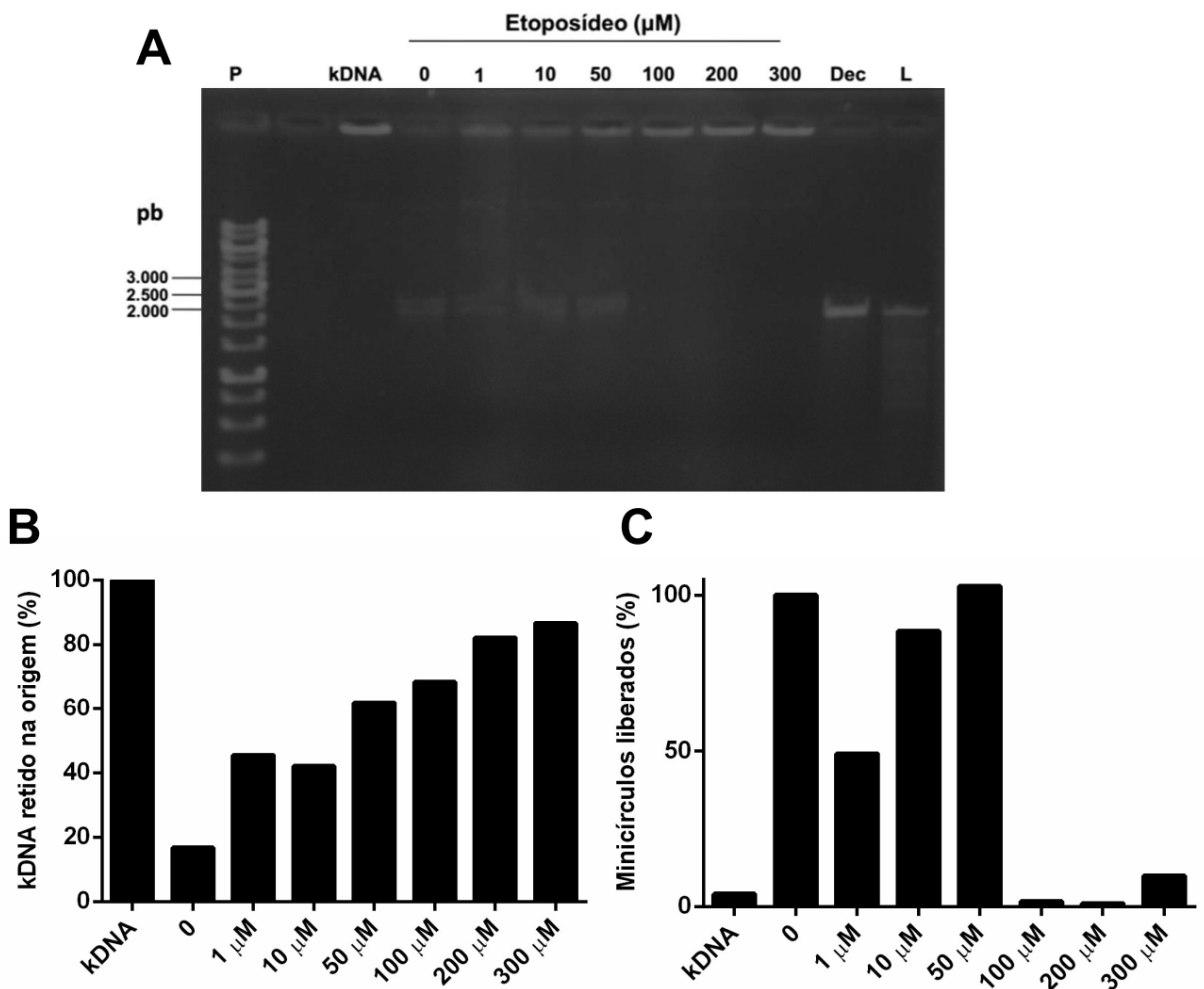 A
Etoposídeo (µM)
P kDNA 0 1 10 50 100 200 300 Dec L
pb
3.000
2.500
2.000
B
kDNA retido na origem (%)
100
80
60
40
20
0
kDNA 0 1 µM 10 µM 50 µM 100 µM 200 µM 300 µM
C
Minicírculos liberados (%)
100
50
0
kDNA 0 1 µM 10 µM 50 µM 100 µM 200 µM 300 µM